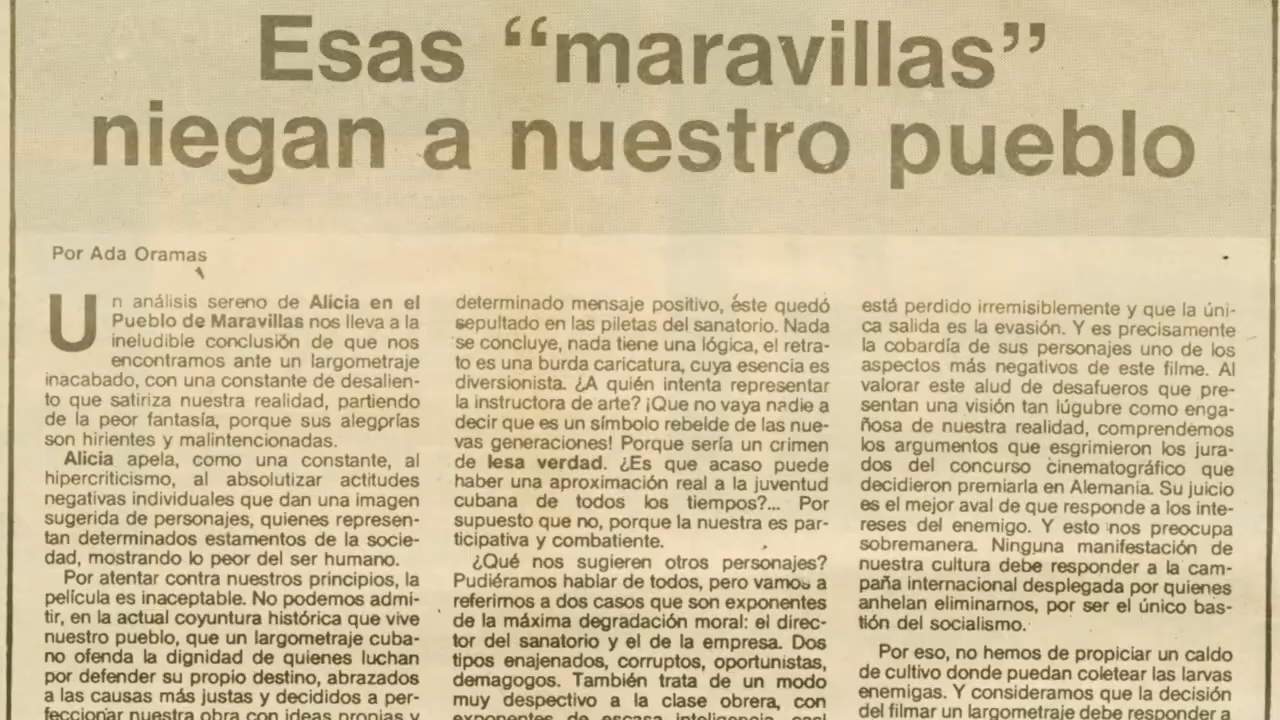 Esas “maravillas”
niegan a nuestro pueblo
Por Ada Oramas
Un análisis sereno de Alicia en el
Pueblo de Maravillas nos lleva a la
ineludible conclusión de que nos
encontramos ante un largometraje
inacabado, con una constante de desalien-
to que satiriza nuestra realidad, partiendo
de la peor fantasía, porque sus alegorías
son hirientes y malintencionadas.
Alicia apela, como una constante, al
hipercriticismo, al absolutizar actitudes
negativas individuales que dan una imagen
sugerida de personajes, quienes represen-
tan determinados estamentos de la socie-
dad, mostrando lo peor del ser humano.
Por atentar contra nuestros principios, la
película es inaceptable. No podemos admi-
tir, en la actual coyuntura histórica que vive
nuestro pueblo, que un largometraje cuba-
no ofenda la dignidad de quienes luchan
por defender su propio destino, abrazados
a las causas más justas y decididos a per-
feccionar nuestra obra con ideas propias y
determinado mensaje positivo, éste quedó
sepultado en las piletas del sanatorio. Nada
se concluye, nada tiene una lógica, el retra-
to es una burda caricatura, cuya esencia es
diversionista. ¿A quién intenta representar
la instructora de arte? ¡Que no vaya nadie a
decir que es un símbolo rebelde de las nue-
vas generaciones! Porque sería un crimen
de lesa verdad. ¿Es que acaso puede
haber una aproximación real a la juventud
cubana de todos los tiempos?... Por
supuesto que no, porque la nuestra es par-
ticipativa y combatiente.
¿Qué nos sugieren otros personajes?
Pudiéramos hablar de todos, pero vamos a
referirnos a dos casos que son exponentes
de la máxima degradación moral: el direc-
tor del sanatorio y el de la empresa. Dos
tipos enajenados, corruptos, oportunistas,
demagogos. También trata de un modo
muy despectivo a la clase obrera, con
exponentes de escasa inteligencia, casi
está perdido irremisiblemente y que la úni-
ca salida es la evasión. Y es precisamente
la cobardía de sus personajes uno de los
aspectos más negativos de este filme. Al
valorar este alud de desafueros que pre-
sentan una visión tan lúgubre como enga-
ñosa de nuestra realidad, comprendemos
los argumentos que esgrimieron los jura-
dos del concurso cinematográfico que
decidieron premiarla en Alemania. Su juicio
es el mejor aval de que responde a los inte-
reses del enemigo. Y esto nos preocupa
sobremanera. Ninguna manifestación de
nuestra cultura debe responder a la cam-
paña internacional desplegada por quienes
anhelan eliminarnos, por ser el único bas-
tión del socialismo.
Por eso, no hemos de propiciar un caldo
de cultivo donde puedan coletear las larvas
enemigas. Y consideramos que la decisión
del filmar un largometraje debe responder a